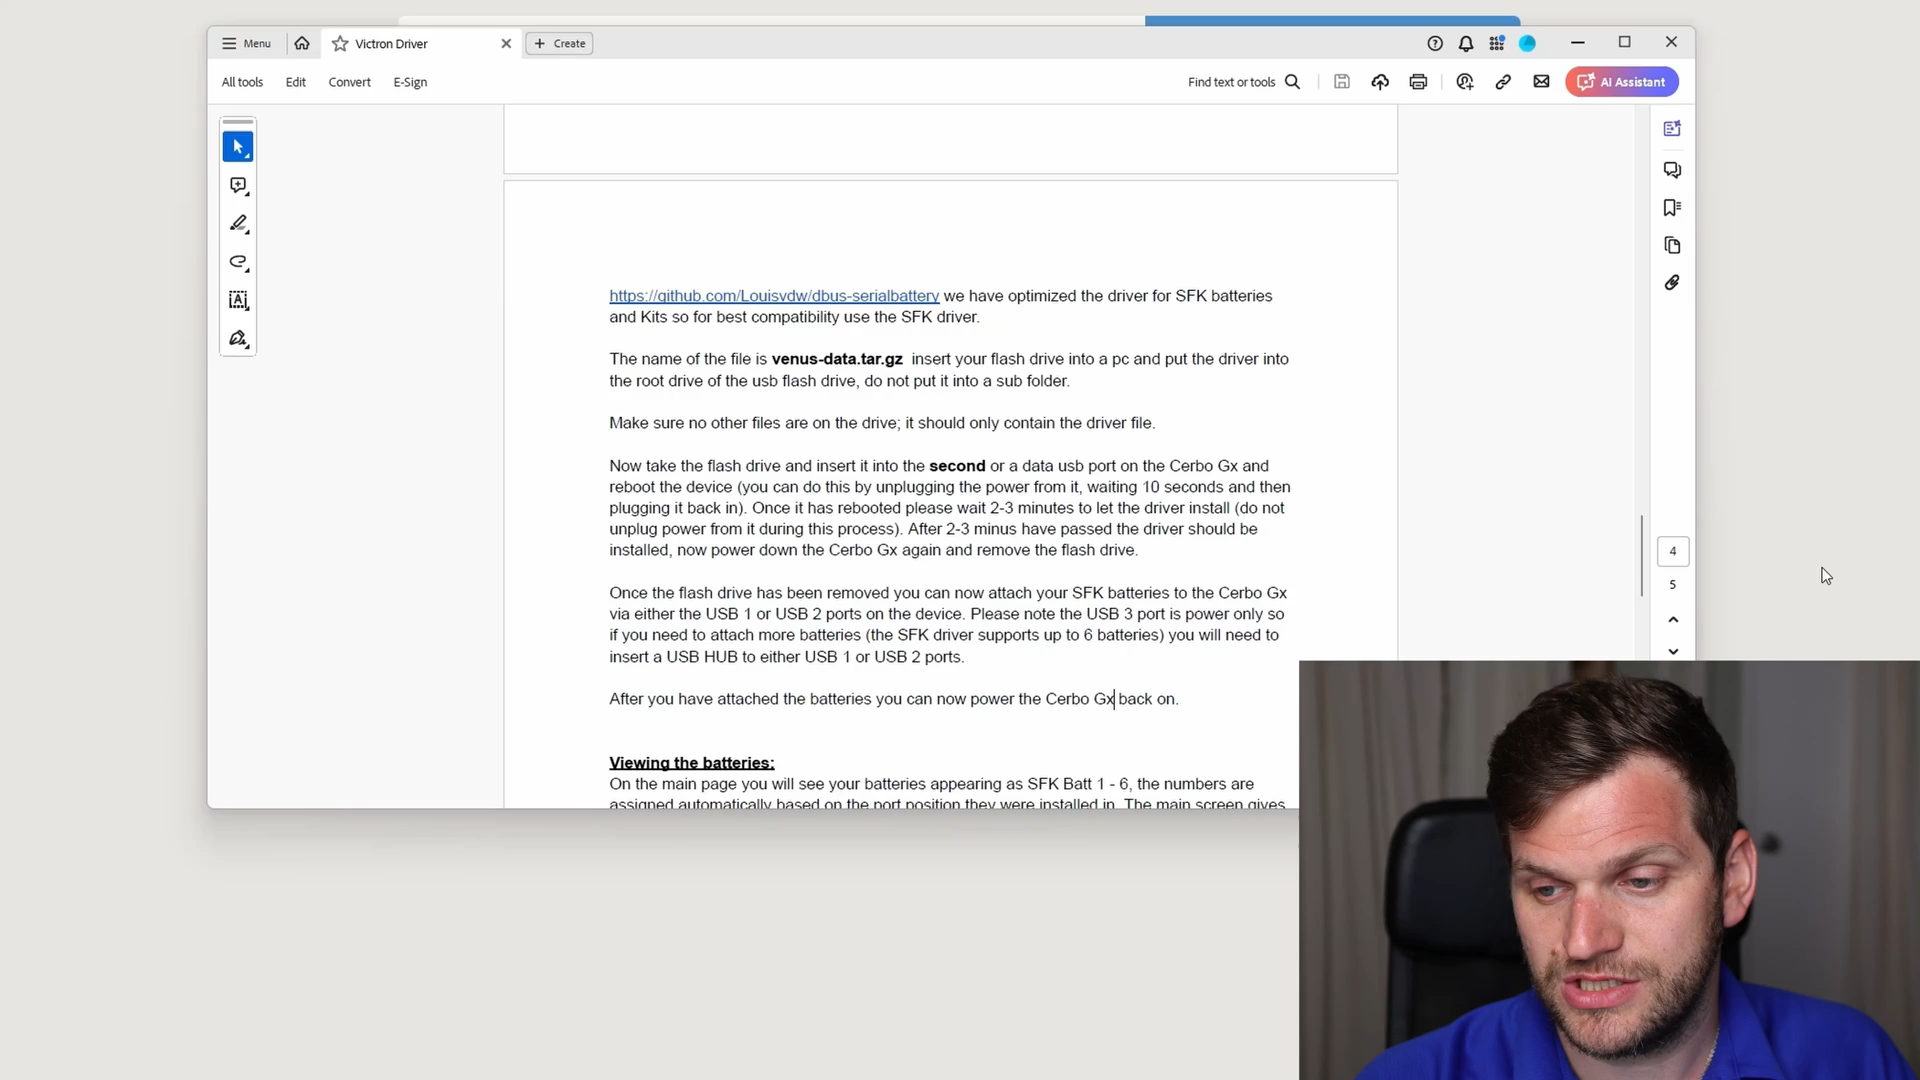 Menu
Victron Driver
Create
All tools
Edit
Convert
E-Sign
Find text or tools
AI Assistant
https://github.com/Louisvdw/dbus-serialbattery we have optimized the driver for SFK batteries
and Kits so for best compatibility use the SFK driver.
The name of the file is venus-data.tar.gz insert your flash drive into a pc and put the driver into
the root drive of the usb flash drive, do not put it into a sub folder.
Make sure no other files are on the drive; it should only contain the driver file.
Now take the flash drive and insert it into the second or a data usb port on the Cerbo Gx and
reboot the device (you can do this by unplugging the power from it, waiting 10 seconds and then
plugging it back in). Once it has rebooted please wait 2-3 minutes to let the driver install (do not
unplug power from it during this process). After 2-3 minus have passed the driver should be
installed, now power down the Cerbo Gx again and remove the flash drive.
Once the flash drive has been removed you can now attach your SFK batteries to the Cerbo Gx
via either the USB 1 or USB 2 ports on the device. Please note the USB 3 port is power only so
if you need to attach more batteries (the SFK driver supports up to 6 batteries) you will need to
insert a USB HUB to either USB 1 or USB 2 ports.
After you have attached the batteries you can now power the Cerbo Gx back on.
Viewing the batteries:
On the main page you will see your batteries appearing as SFK Batt 1 - 6, the numbers are
assigned automatically based on the port position they were installed in. The main screen gives
4
5